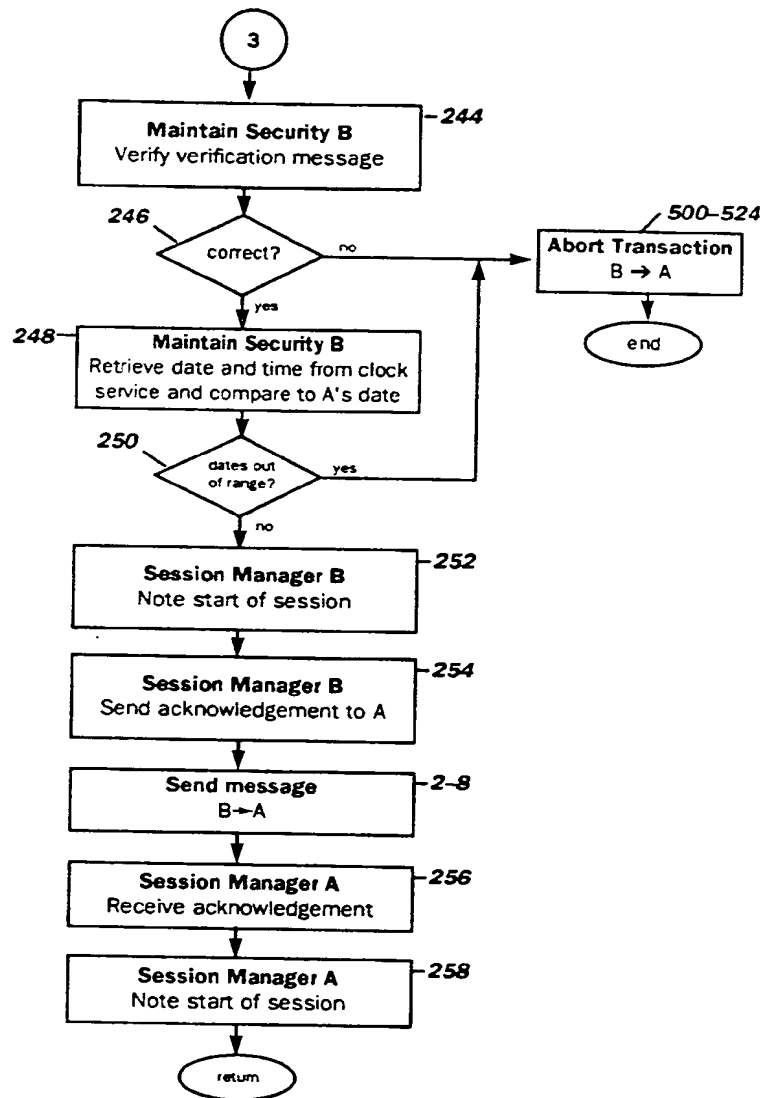 3
Maintain Security B
Verify verification message
244
246
correct?
no
yes
500-524
Abort Transaction
B → A
end
248
Maintain Security B
Retrieve date and time from clock
service and compare to A's date
250
dates out
of range?
yes
no
Session Manager B
Note start of session
252
Session Manager B
Send acknowledgement to A
254
Send message
B→A
2-8
Session Manager A
Receive acknowledgement
256
Session Manager A
Note start of session
258
return